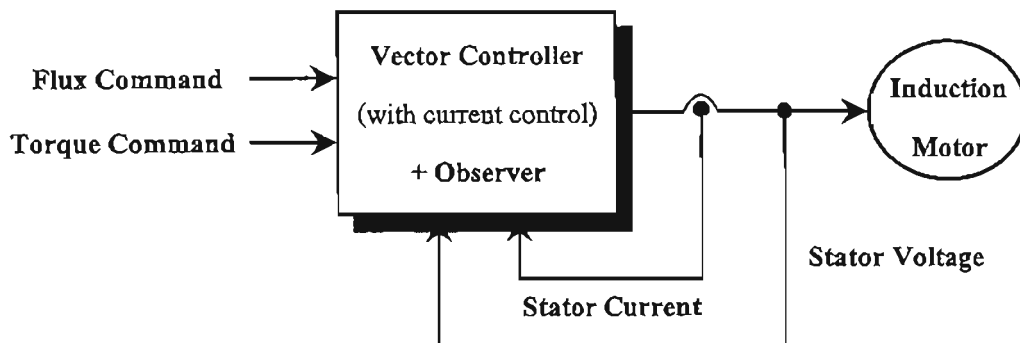 Vector Controller
(with current control)
+ Observer
Flux Command
Torque Command
Induction
Motor
Stator Voltage
Stator Current